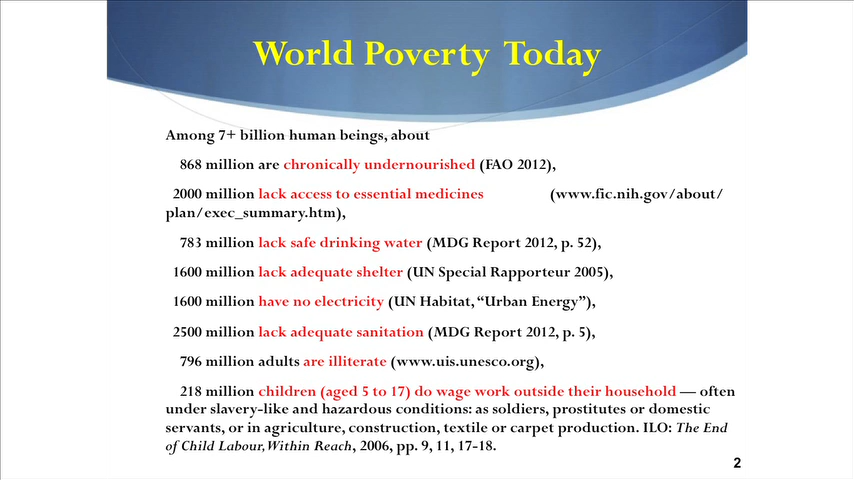 World Poverty Today
Among 7+ billion human beings, about
868 million are chronically undernourished (FAO 2012),
2000 million lack access to essential medicines (www.fic.nih.gov/about/
plan/exec_summary.htm),
783 million lack safe drinking water (MDG Report 2012, p. 52),
1600 million lack adequate shelter (UN Special Rapporteur 2005),
1600 million have no electricity (UN Habitat, “Urban Energy”),
2500 million lack adequate sanitation (MDG Report 2012, p. 5),
796 million adults are illiterate (www.uis.unesco.org),
218 million children (aged 5 to 17) do wage work outside their household — often
under slavery-like and hazardous conditions: as soldiers, prostitutes or domestic
servants, or in agriculture, construction, textile or carpet production. ILO: The End
of Child Labour, Within Reach, 2006, pp. 9, 11, 17-18.
2